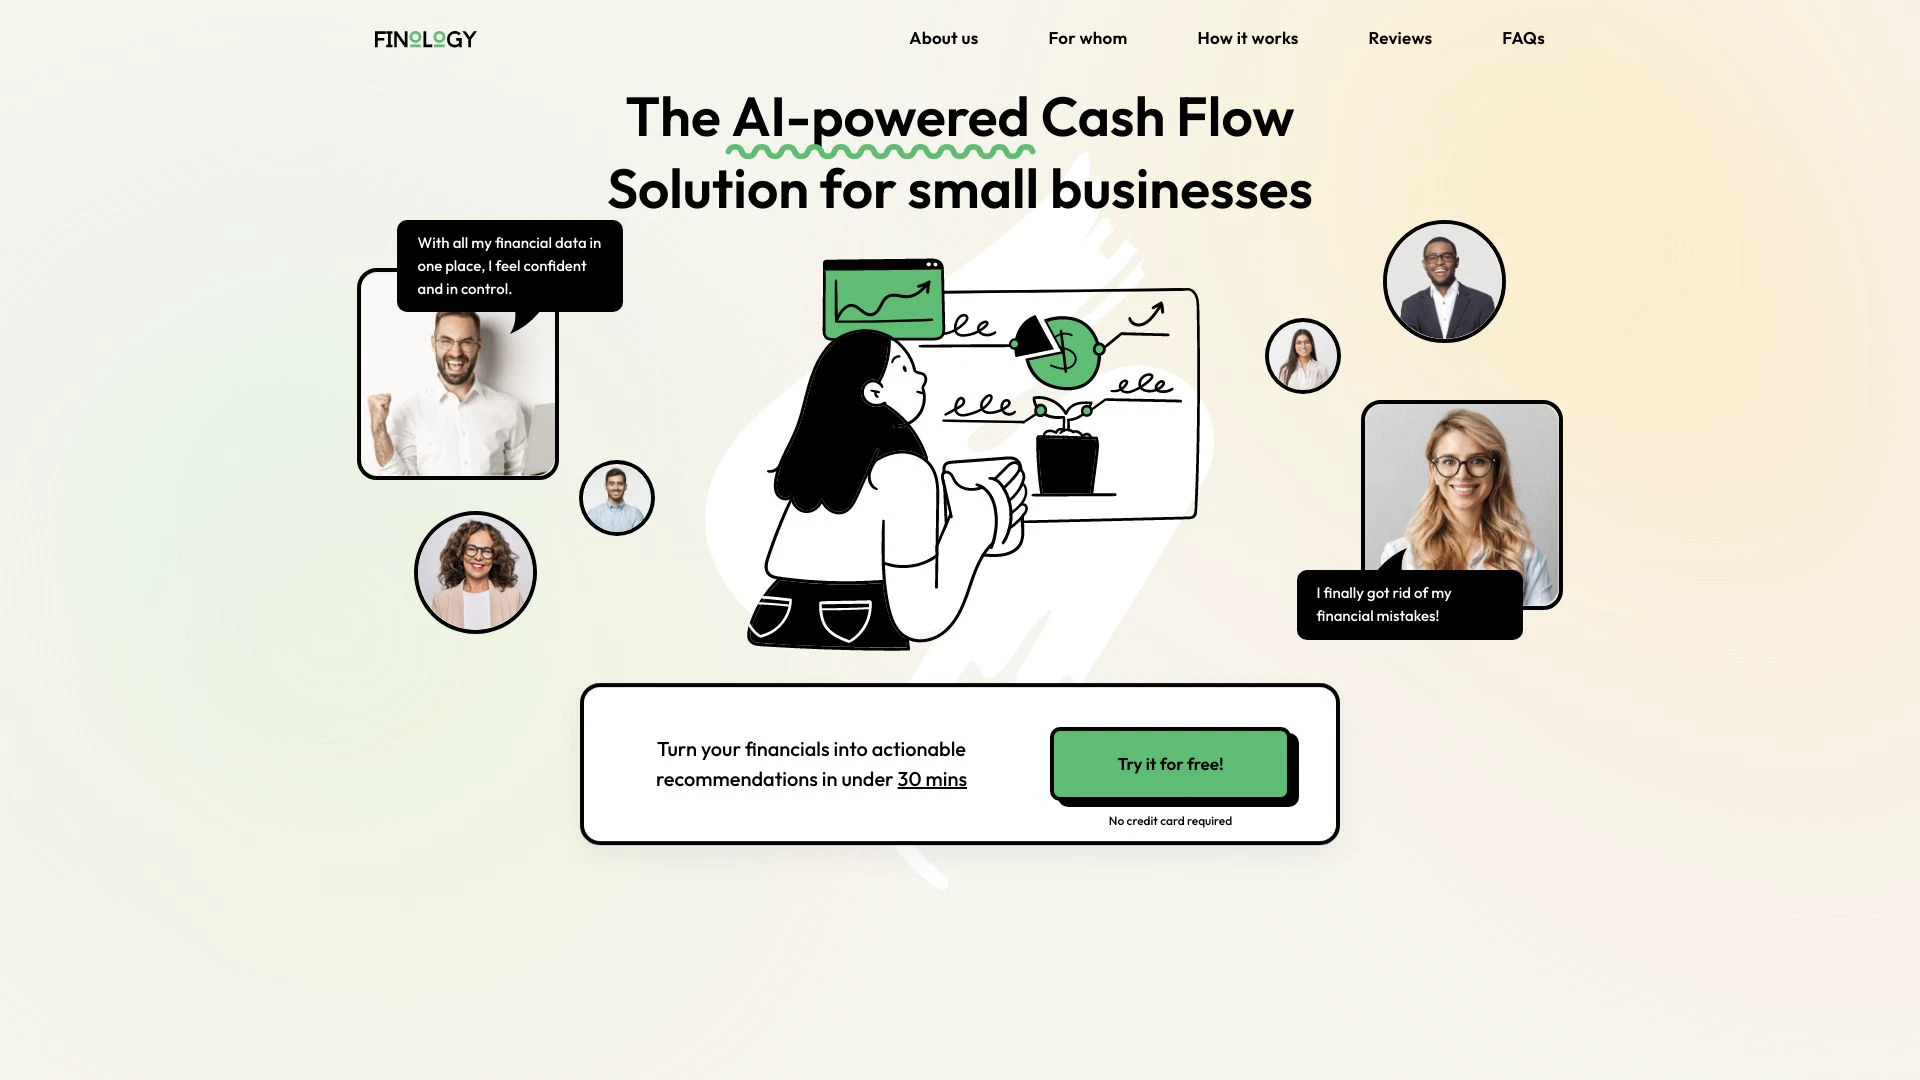 FINOLOGY
About us
For whom
How it works
Reviews
FAQs
The AI-powered Cash Flow
Solution for small businesses
With all my financial data in
one place, I feel confident
and in control.
I finally got rid of my
financial mistakes!
Turn your financials into actionable
recommendations in under 30 mins
Try it for free!
No credit card required